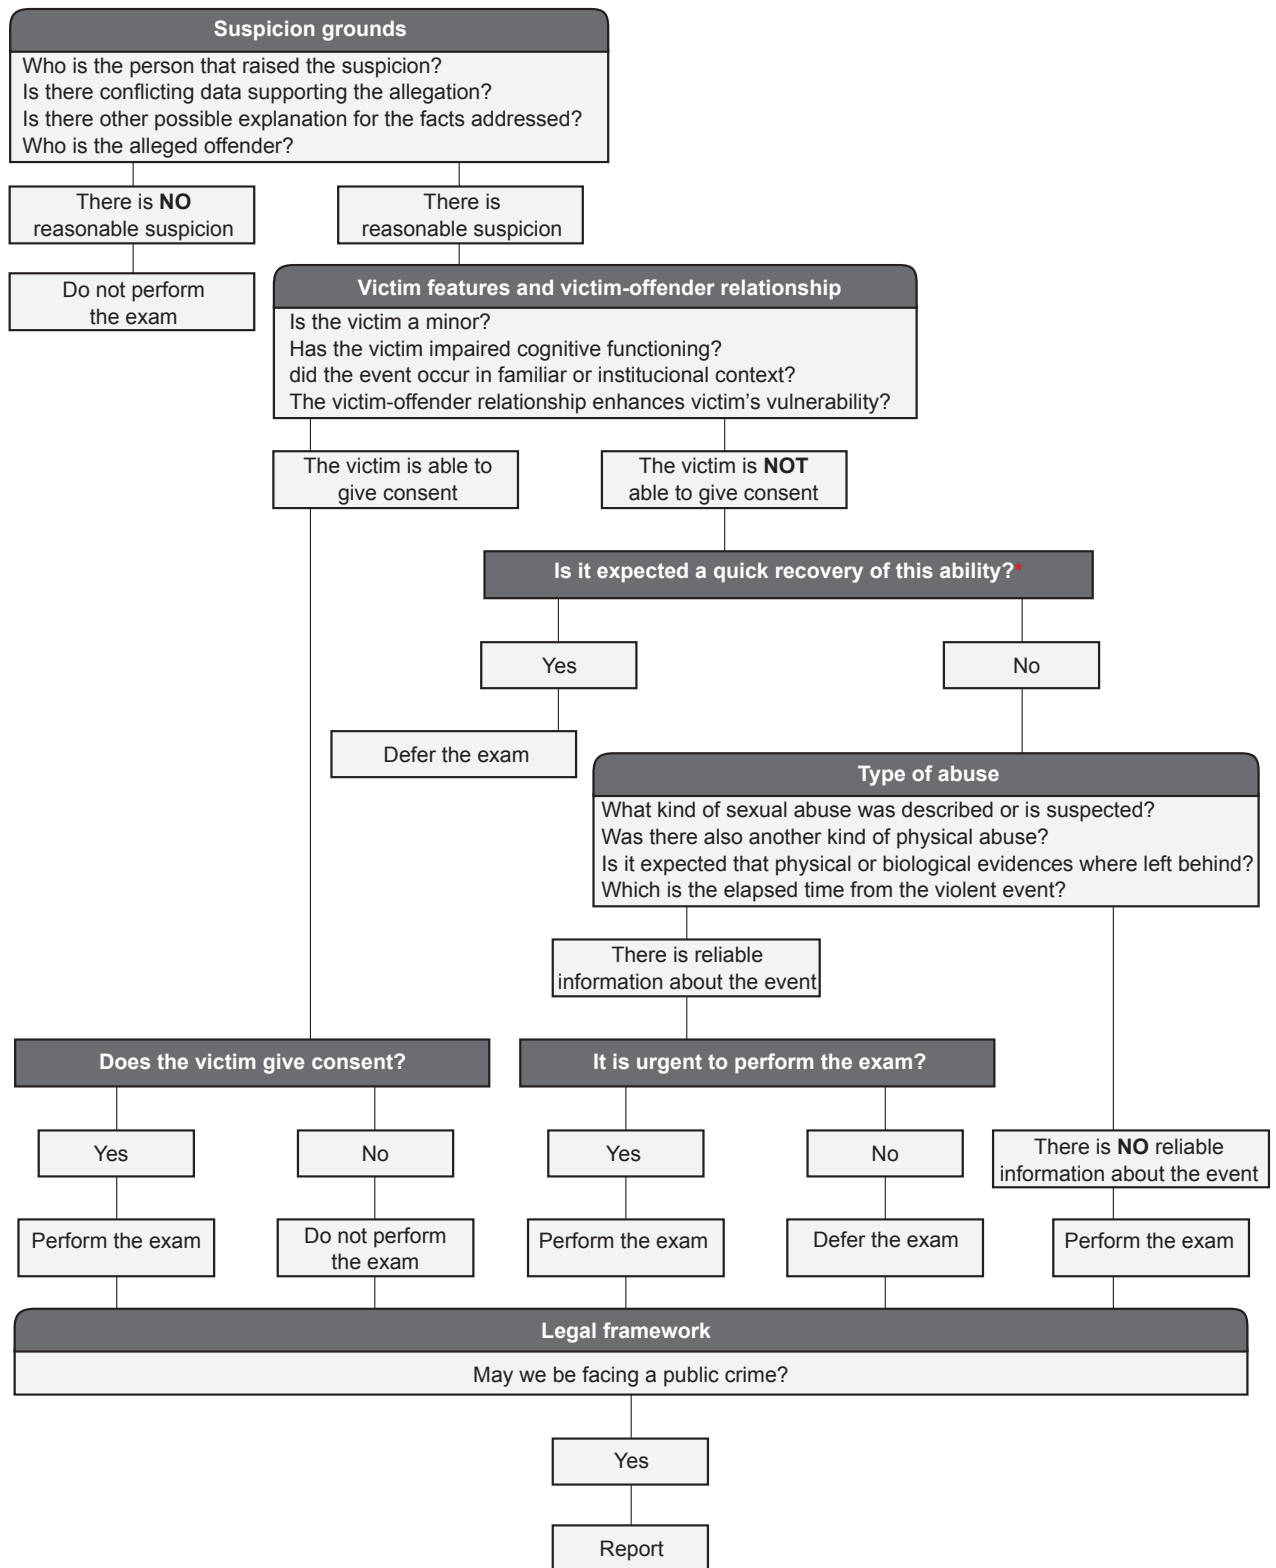 Suspicion grounds
Who is the person that raised the suspicion?
Is there conflicting data supporting the allegation?
Is there other possible explanation for the facts addressed?
Who is the alleged offender?
There is NO
reasonable suspicion
There is
reasonable suspicion
Do not perform
the exam
Victim features and victim-offender relationship
Is the victim a minor?
Has the victim impaired cognitive functioning?
did the event occur in familiar or institucional context?
The victim-offender relationship enhances victim's vulnerability?
The victim is able to
give consent
The victim is NOT
able to give consent
Is it expected a quick recovery of this ability?*
Yes
No
Defer the exam
Type of abuse
What kind of sexual abuse was described or is suspected?
Was there also another kind of physical abuse?
Is it expected that physical or biological evidences where left behind?
Which is the elapsed time from the violent event?
There is reliable
information about the event
Does the victim give consent?
It is urgent to perform the exam?
Yes
No
Yes
No
There is NO reliable
information about the event
Perform the exam
Do not perform
the exam
Perform the exam
Defer the exam
Perform the exam
Legal framework
May we be facing a public crime?
Yes
Report